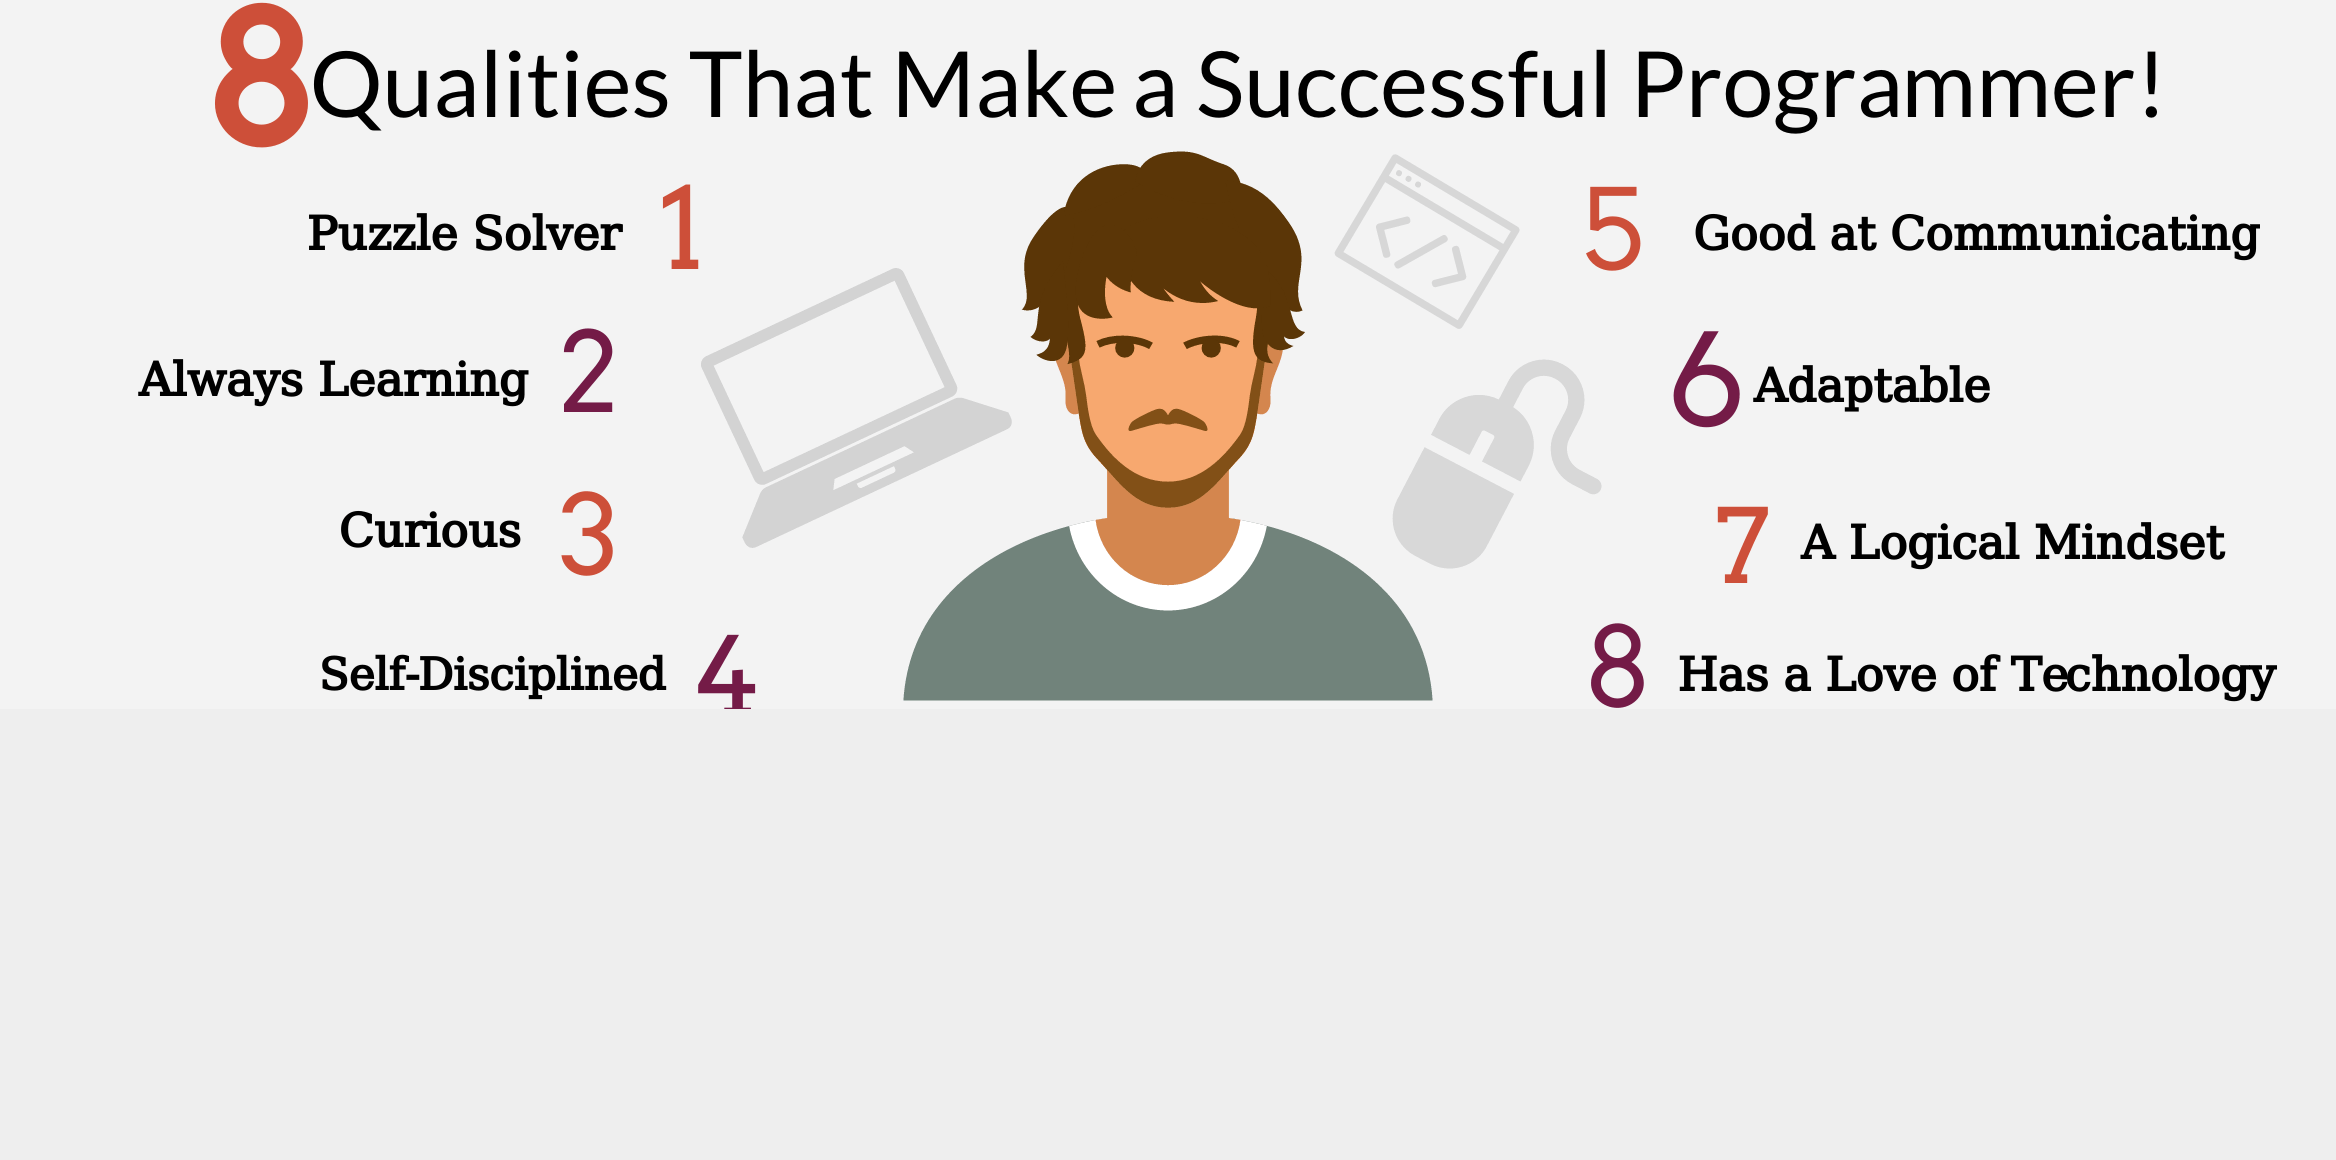 8 Qualities That Make a Successful Programmer!
Puzzle Solver 1
Always Learning 2
Curious 3
Self-Disciplined 4
5 Good at Communicating
6 Adaptable
7 A Logical Mindset
8 Has a Love of Technology